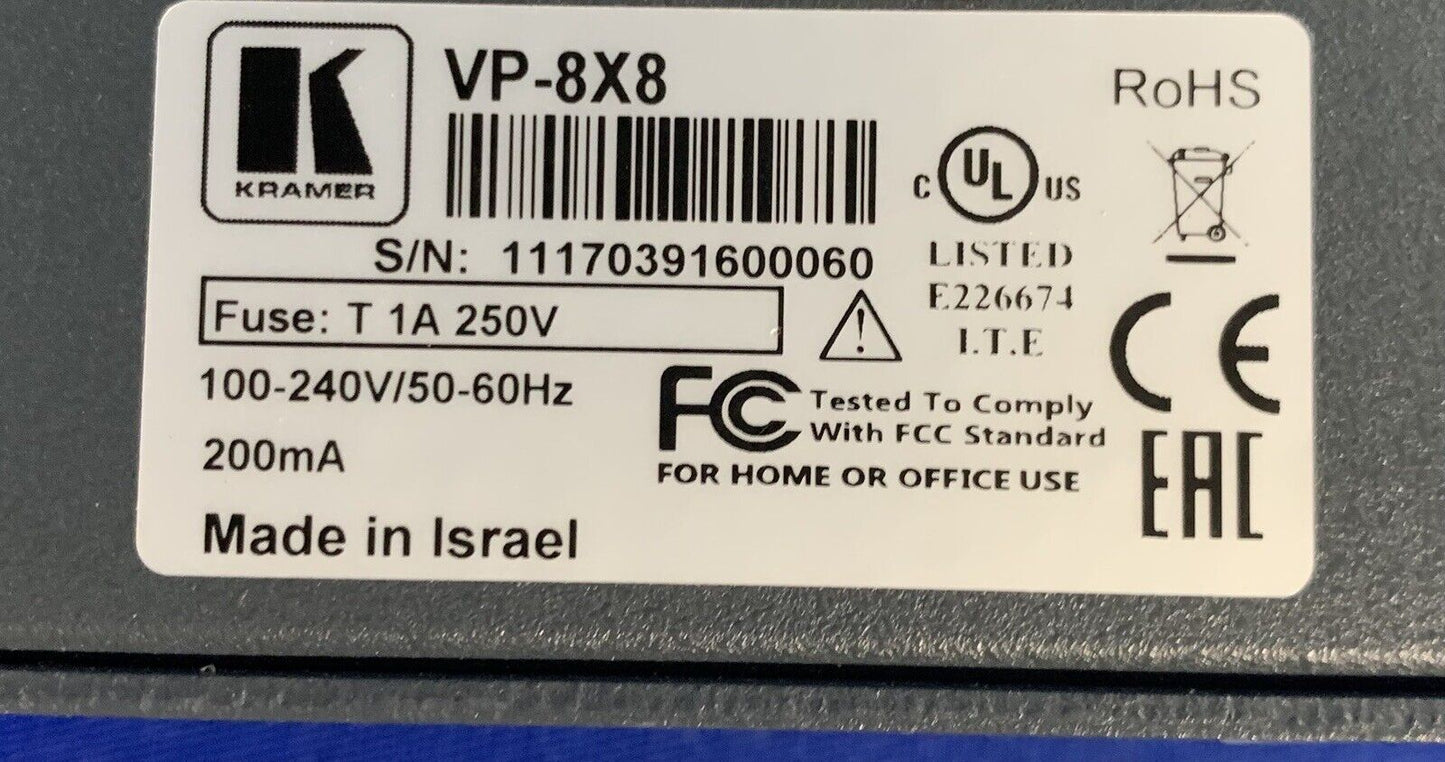 KRAMER
VP-8X8
RoHS
C UL US
S/N: 11170391600060
LISTED
E226674
I.T.E
Fuse: T 1A 250V
100-240V/50-60Hz
200mA
FC Tested To Comply
With FCC Standard
FOR HOME OR OFFICE USE
CE
EAC
Made in Israel